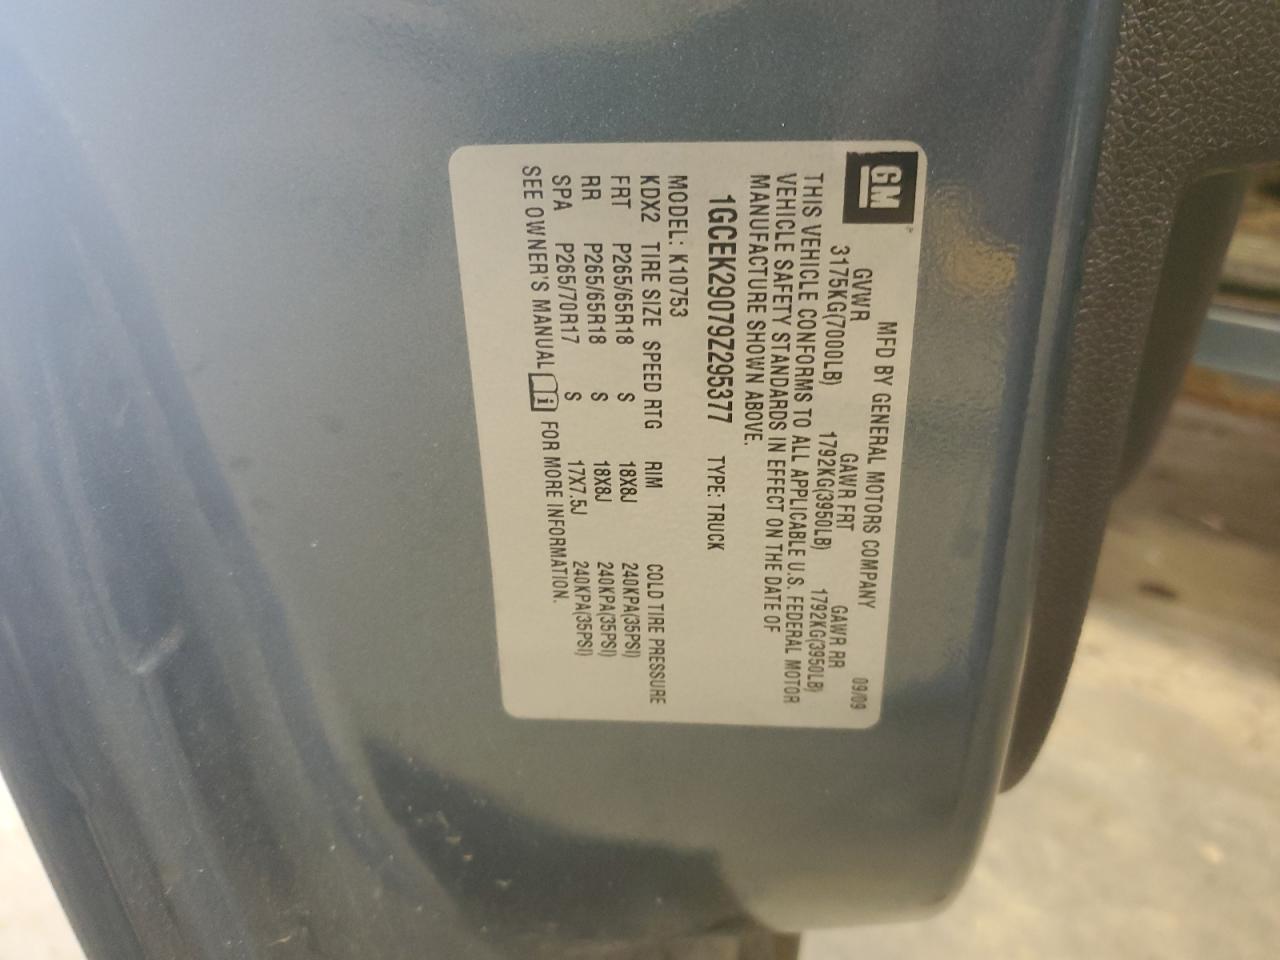 GM
MFD BY GENERAL MOTORS COMPANY 09/09
GVWR GAWR FRT GAWR RR
3175KG(7000LB) 1792KG(3950LB) 1792KG(3950LB)
THIS VEHICLE CONFORMS TO ALL APPLICABLE U.S. FEDERAL MOTOR
VEHICLE SAFETY STANDARDS IN EFFECT ON THE DATE OF
MANUFACTURE SHOWN ABOVE.
1GCEK29079Z295377 TYPE: TRUCK
MODEL: K10753
KDX2 TIRE SIZE SPEED RTG RIM COLD TIRE PRESSURE
FRT P265/65R18 S 18X8J 240KPA(35PSI)
RR P265/65R18 S 18X8J 240KPA(35PSI)
SPA P265/70R17 S 17X7.5J 240KPA(35PSI)
SEE OWNER'S MANUAL FOR MORE INFORMATION.